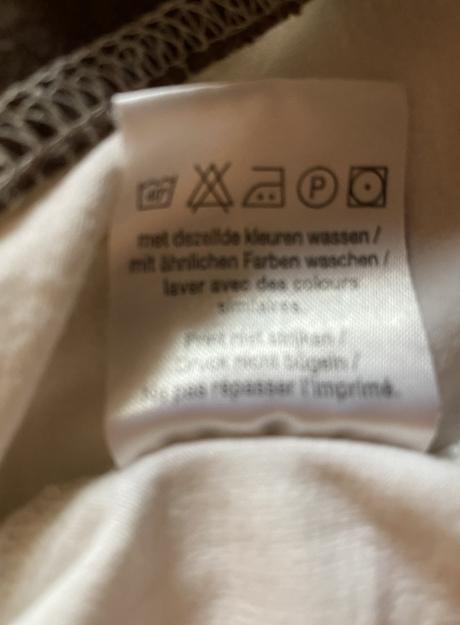 P
met dezelfde kleuren wassen /
mit ähnlichen Farben waschen /
laver avec des colours
similaires.
Print niet strijken /
Druck nicht bügeln /
pas repasser l'imprimé.